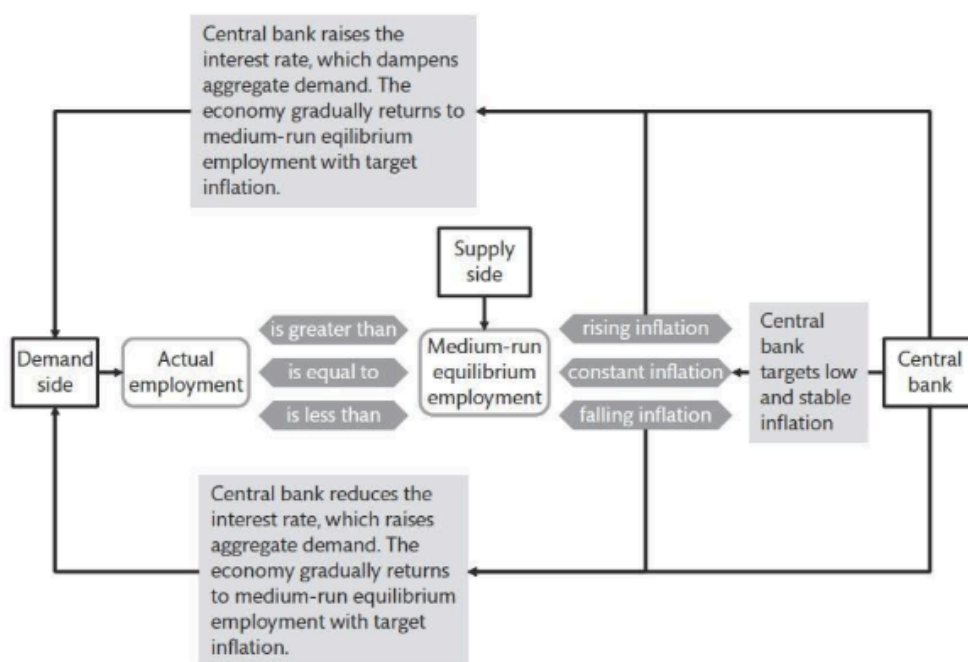 Central bank raises the
interest rate, which dampens
aggregate demand. The
economy gradually returns to
medium-run eqilibrium
employment with target
inflation.
Supply
side
Demand
side
Actual
employment
is greater than
is equal to
is less than
Medium-run
equilibrium
employment
rising inflation
constant inflation
falling inflation
Central
bank
targets low
and stable
inflation
Central
bank
Central bank reduces the
interest rate, which raises
aggregate demand. The
economy gradually returns
to medium-run equilibrium
employment with target
inflation.